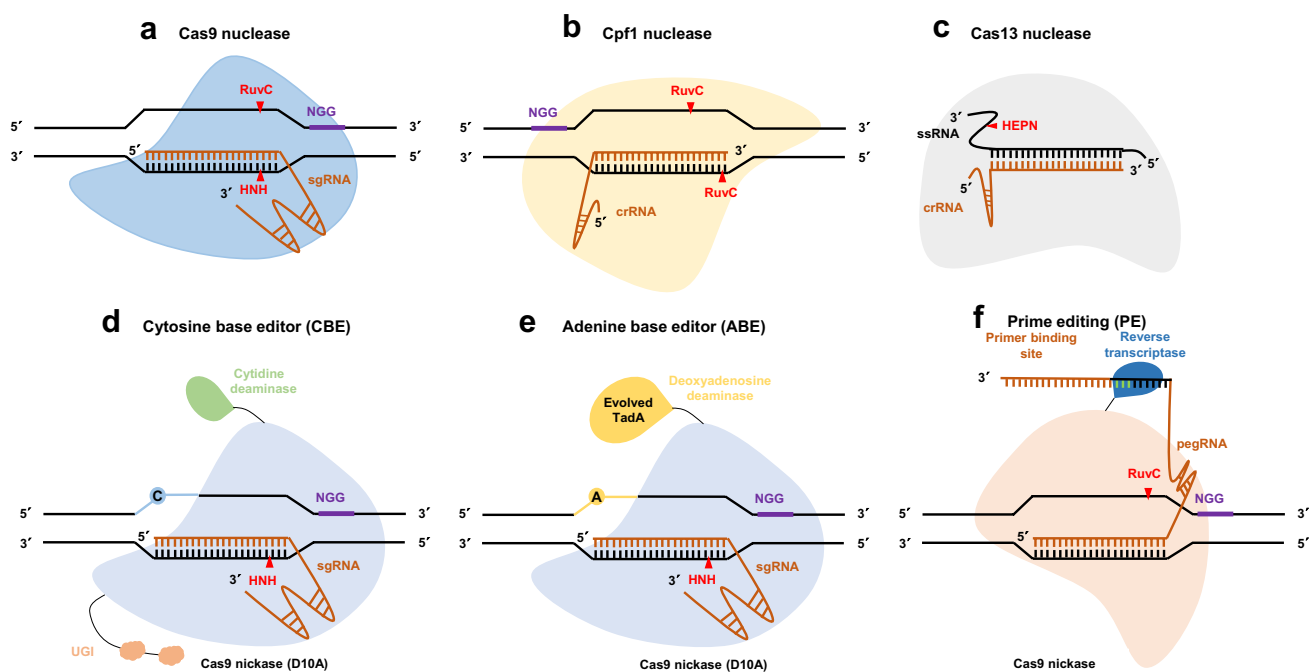 a Cas9 nuclease
RuvC
NGG
5′
3′
3′
5′
5′
HNH
3′
sgRNA
b Cpf1 nuclease
RuvC
NGG
5′
3′
3′
5′
3′
RuvC
crRNA
5′
c Cas13 nuclease
3′
HEPN
ssRNA
5′
5′
crRNA
3′
d Cytosine base editor (CBE)
Cytidine
deaminase
C
NGG
5′
3′
3′
5′
5′
HNH
3′
sgRNA
UGI
Cas9 nickase (D10A)
e Adenine base editor (ABE)
Deoxyadenosine
deaminase
Evolved
TadA
A
NGG
5′
3′
3′
5′
5′
HNH
3′
sgRNA
Cas9 nickase (D10A)
f Prime editing (PE)
Primer binding
site
Reverse
transcriptase
3′
pegRNA
RuvC
NGG
5′
3′
3′
5′
5′
Cas9 nickase